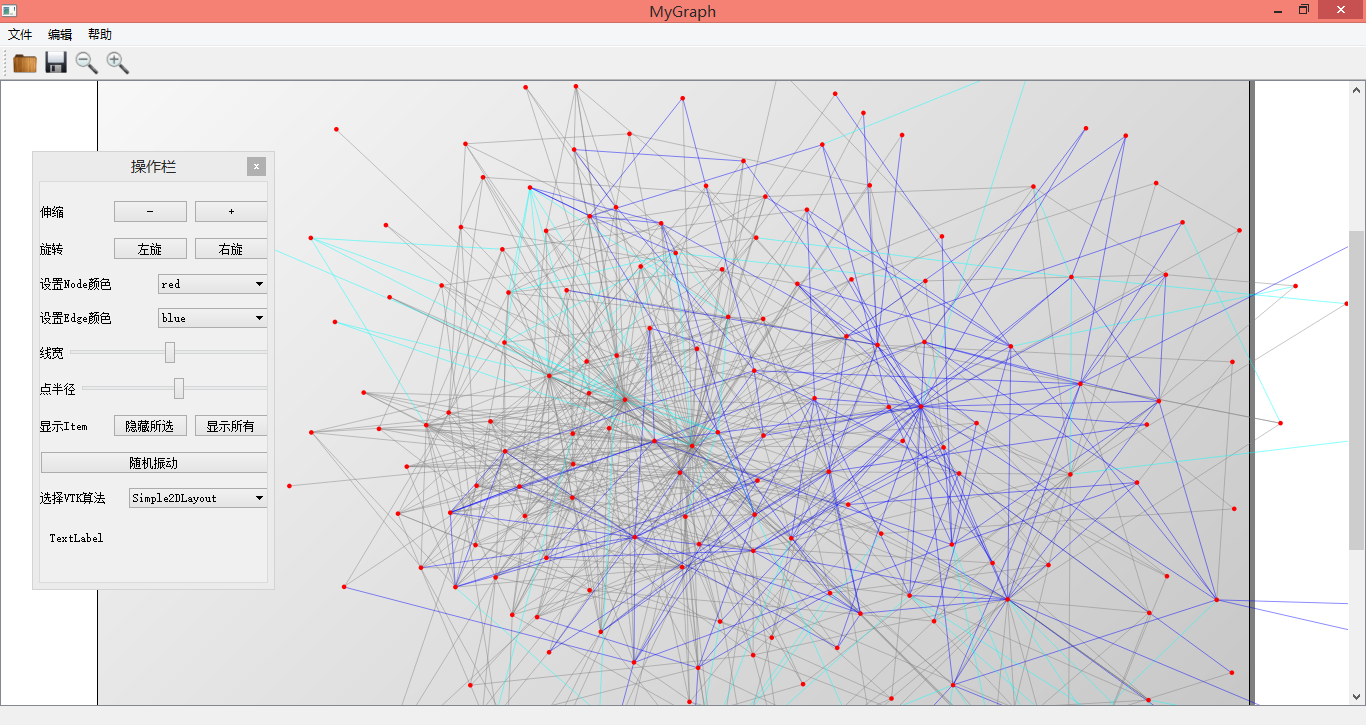 MyGraph
文件 编辑 帮助
操作栏 x
伸缩 - +
旋转 左旋 右旋
设置Node颜色 red
设置Edge颜色 blue
线宽
点半径
显示Item 隐藏所选 显示所有
随机振动
选择VTK算法 Simple2DLayout
TextLabel